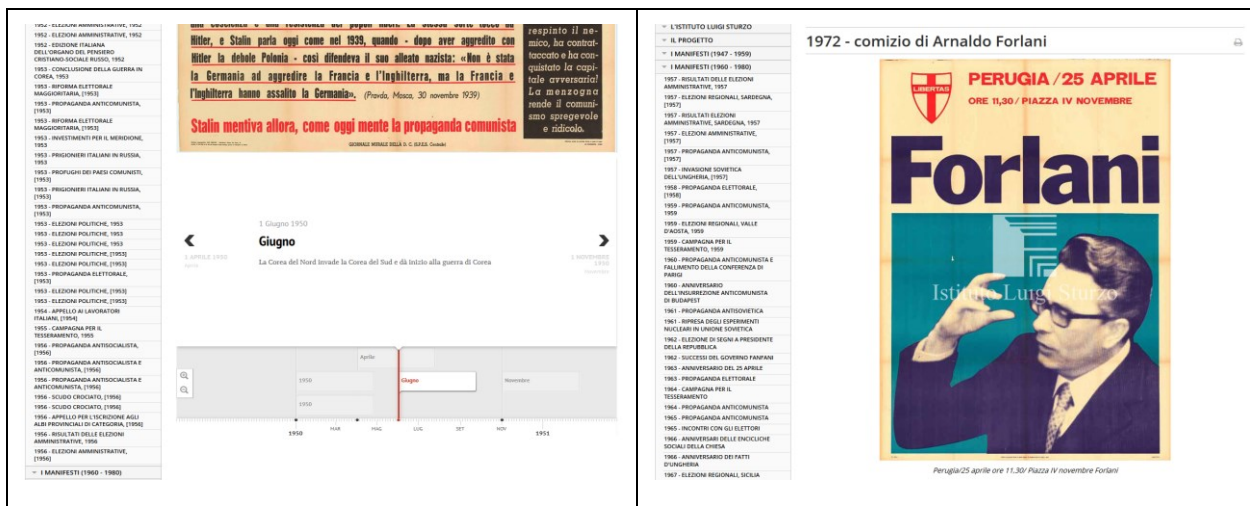 1952 - ELEZIONI AMMINISTRATIVE, 1952
1952 - EDIZIONE ITALIANA
DELL'ORGANO DEL PENSIERO
CRISTIANO-SOCIALE RUSSO, 1952
1953 - CONCLUSIONE DELLA GUERRA IN
COREA, 1953
1953 - RIFORMA ELETTORALE
MAGGIORITARIA, [1953]
1953 - PROPAGANDA ANTICOMUNISTA,
[1953]
1953 - RIFORMA ELETTORALE
MAGGIORITARIA, [1953]
1953 - INVESTIMENTI PER IL MERIDIONE,
1953
1953 - PRIGIONIERI ITALIANI IN RUSSIA,
1953
1953 - PROFUGHI DEI PAESI COMUNISTI,
[1953]
1953 - PRIGIONIERI ITALIANI IN RUSSIA,
[1953]
1953 - PROPAGANDA ANTICOMUNISTA,
[1953]
1953 - ELEZIONI POLITICHE, 1953
1953 - ELEZIONI POLITICHE, 1953
1953 - ELEZIONI POLITICHE, 1953
1953 - ELEZIONI POLITICHE, [1953]
1953 - ELEZIONI POLITICHE, [1953]
1953 - PROPAGANDA ELETTORALE,
[1953]
1953 - ELEZIONI POLITICHE, [1953]
1953 - ELEZIONI POLITICHE, [1953]
1954 - APPELLO AI LAVORATORI
ITALIANI, [1954]
1955 - CAMPAGNA PER IL
TESSERAMENTO, 1955
1956 - PROPAGANDA ANTISOCIALISTA,
[1956]
1956 - PROPAGANDA ANTISOCIALISTA E
ANTICOMUNISTA, [1956]
1956 - PROPAGANDA ANTISOCIALISTA E
ANTICOMUNISTA, [1956]
1956 - SCUDO CROCIATO, [1956]
1956 - SCUDO CROCIATO, [1956]
1956 - APPELLO PER L'ISCRIZIONE AGLI
ALBI PROVINCIALI DI CATEGORIA, [1956]
1956 - RISULTATI DELLE ELEZIONI
AMMINISTRATIVE, 1956
1956 - ELEZIONI AMMINISTRATIVE,
[1956]
I MANIFESTI (1960 - 1980)
Hitler, e Stalin parla oggi come nel 1939, quando - dopo aver aggredito con
Hitler la debole Polonia - così difendeva il suo alleato nazista: «Non è stata
la Germania ad aggredire la Francia e l'Inghilterra, ma la Francia e
l'Inghilterra hanno assalito la Germania». (Pravda, Mosca, 30 novembre 1939)
Stalin mentiva allora, come oggi mente la propaganda comunista
respinto il ne-
mico, ha contrat-
taccato e ha con-
quistato la capi-
tale avversaria!
La menzogna
rende il comuni-
smo spregevole
e ridicolo.
1 Giugno 1950
Giugno
La Corea del Nord invade la Corea del Sud e dà inizio alla guerra di Corea
1 APRILE 1950
Aprile
1 NOVEMBRE
1950
Novembre
Aprile
1950
Giugno
Novembre
1950
1950
MAR
MAG
LUG
SET
NOV
1951
L'ISTITUTO LUIGI STURZO
IL PROGETTO
I MANIFESTI (1947 - 1959)
I MANIFESTI (1960 - 1980)
1957 - RISULTATI DELLE ELEZIONI
AMMINISTRATIVE, 1957
1957 - ELEZIONI REGIONALI, SARDEGNA,
[1957]
1957 - RISULTATI ELEZIONI
AMMINISTRATIVE, SARDEGNA, 1957
1957 - ELEZIONI AMMINISTRATIVE,
[1957]
1957 - PROPAGANDA ANTICOMUNISTA,
[1957]
1957 - INVASIONE SOVIETICA
DELL'UNGHERIA, [1957]
1958 - PROPAGANDA ELETTORALE,
[1958]
1959 - PROPAGANDA ANTICOMUNISTA,
1959
1959 - ELEZIONI REGIONALI, VALLE
D'AOSTA, 1959
1959 - CAMPAGNA PER IL
TESSERAMENTO, 1959
1960 - PROPAGANDA ANTICOMUNISTA E
FALLIMENTO DELLA CONFERENZA DI
PARIGI
1960 - ANNIVERSARIO
DELL'INSURREZIONE ANTICOMUNISTA
DI BUDAPEST
1961 - PROPAGANDA ANTISOVIETICA
1961 - RIPRESA DEGLI ESPERIMENTI
NUCLEARI IN UNIONE SOVIETICA
1962 - ELEZIONE DI SEGNI A PRESIDENTE
DELLA REPUBBLICA
1962 - SUCCESSI DEL GOVERNO FANFANI
1963 - ANNIVERSARIO DEL 25 APRILE
1963 - PROPAGANDA ELETTORALE
1964 - CAMPAGNA PER IL
TESSERAMENTO
1964 - PROPAGANDA ANTICOMUNISTA
1965 - PROPAGANDA ANTICOMUNISTA
1965 - INCONTRI CON GLI ELETTORI
1966 - ANNIVERSARI DELLE ENCICLICHE
SOCIALI DELLA CHIESA
1966 - ANNIVERSARIO DEI FATTI
D'UNGHERIA
1967 - ELEZIONI REGIONALI, SICILIA
1972 - comizio di Arnaldo Forlani
LIBERTAS
PERUGIA / 25 APRILE
ORE 11,30 / PIAZZA IV NOVEMBRE
Forlani
Istituto Luigi Sturzo
Perugia/25 aprile ore 11.30/ Piazza IV novembre Forlani